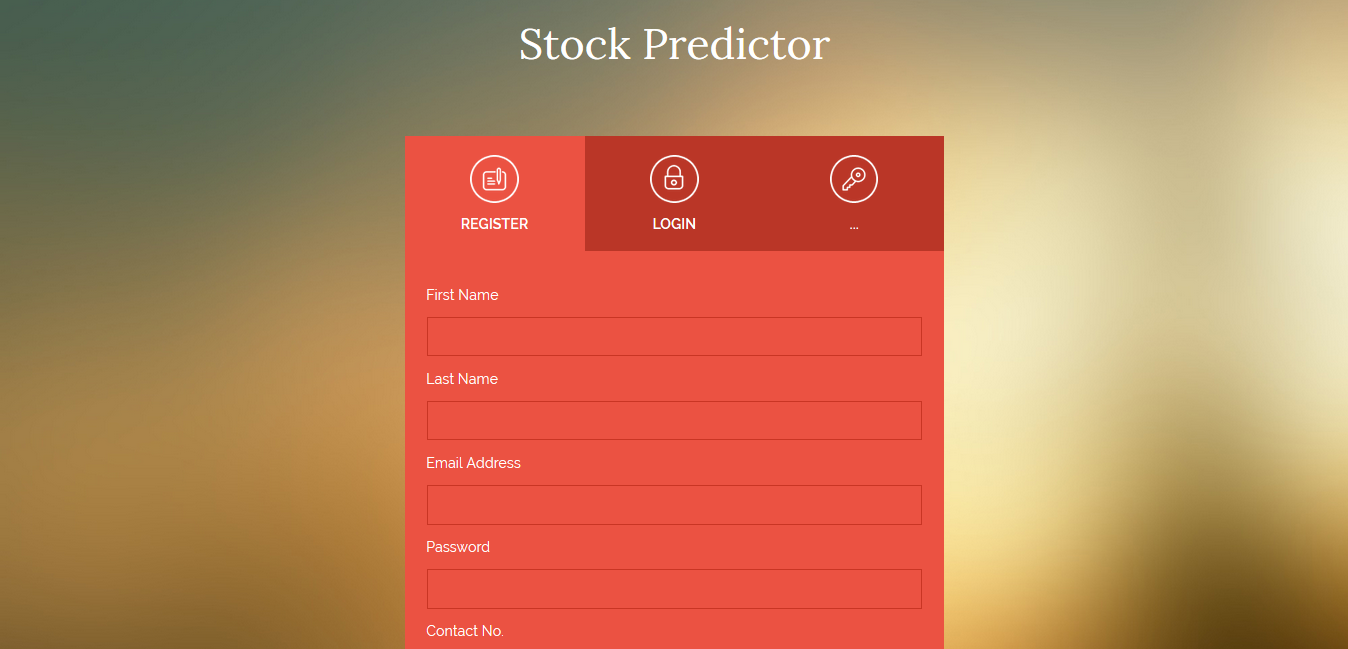 Stock Predictor
REGISTER LOGIN ...
First Name
Last Name
Email Address
Password
Contact No.